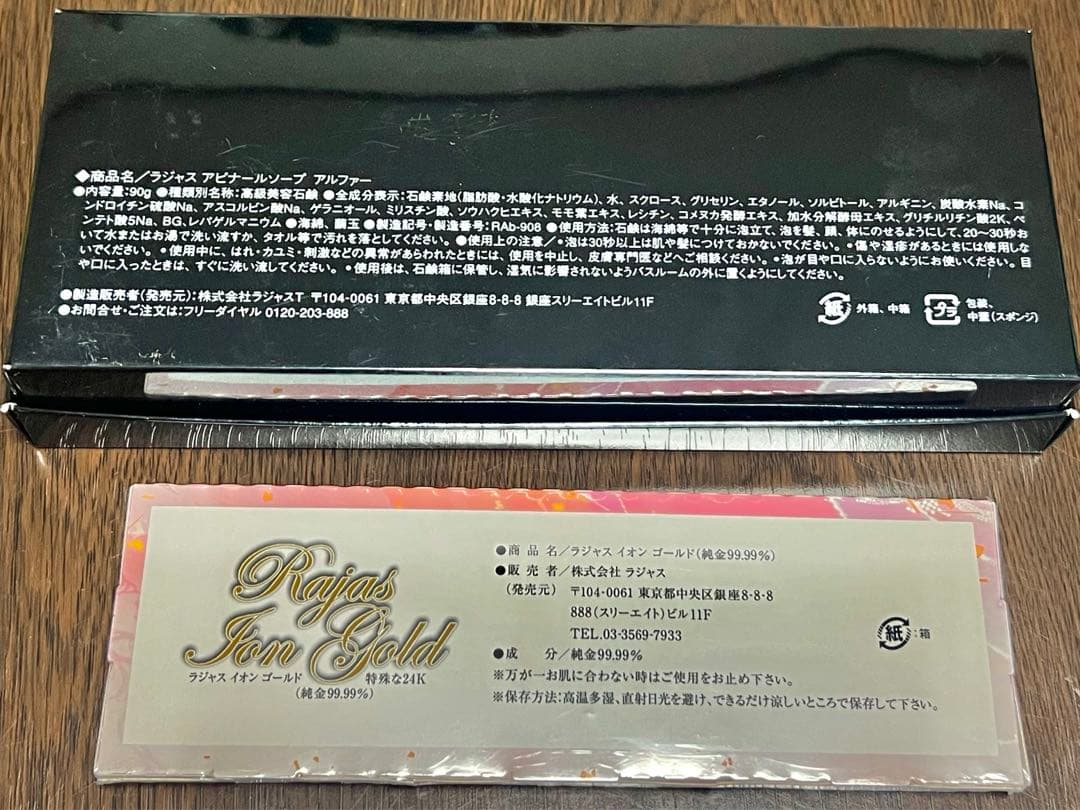 ◆商品名／ラジャス アビナールソープ アルファー
●内容量:90g ●種類別名称:高級美容石鹸 ●全成分表示:石鹸素地(脂肪酸・水酸化ナトリウム)、水、スクロース、グリセリン、エタノール、ソルビトール、アルギニン、炭酸水素Na、コ
ンドロイチン硫酸Na、アスコルビン酸Na、ゲラニオール、ミリスチン酸、ソウハクヒエキス、モモ葉エキス、レシチン、コメヌカ発酵エキス、加水分解酵母エキス、グリチルリチン酸2K、ペ
ンテト酸5Na、BG、レパゲルマニウム ●海綿、繭玉 ●製造記号・製造番号:RAb-908 ●使用方法:石鹸は海綿等で十分に泡立て、泡を髪、顔、体にのせるようにして、20〜30秒お
いて水またはお湯で洗い流すか、タオル等で汚れを落としてください。 ●使用上の注意／•泡は30秒以上は肌や髪につけておかないでください。 •傷や湿疹があるときには使用しな
いでください。 •使用中に、はれ・カユミ・刺激などの異常があらわれたときには、使用を中止し、皮膚専門医などへご相談ください。 •泡が目や口に入らないようにお使いください。目
や口に入ったときは、すぐに洗い流してください。 •使用後は、石鹸箱に保管し、湿気に影響されないようバスルームの外に置くようにしてください。
●製造販売者(発売元):株式会社ラジャスT 〒104-0061 東京都中央区銀座8-8-8 銀座スリーエイトビル11F
●お問合せ・ご注文は:フリーダイヤル 0120-203-888
紙 外箱、中箱
プラ 包装、
中置(スポンジ)
Rajas
Ion Gold
ラジャス イオン ゴールド 特殊な24K
(純金99.99%)
●商 品 名／ラジャス イオン ゴールド(純金99.99%)
●販 売 者／株式会社 ラジャス
(発売元) 〒104-0061 東京都中央区銀座8-8-8
888(スリーエイト)ビル11F
TEL.03-3569-7933
●成 分／純金99.99%
※万が一お肌に合わない時はご使用をお止め下さい。
※保存方法:高温多湿、直射日光を避け、できるだけ涼しいところで保存して下さい。
紙:箱